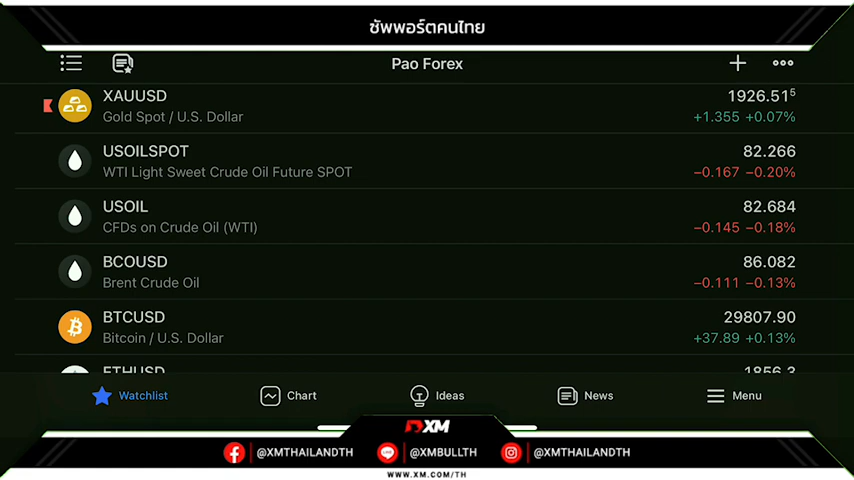 ซัพพอร์ตคนไทย
Pao Forex
XAUUSD 1926.51⁵
Gold Spot / U.S. Dollar +1.355 +0.07%
USOILSPOT 82.266
WTI Light Sweet Crude Oil Future SPOT −0.167 −0.20%
USOIL 82.684
CFDs on Crude Oil (WTI) −0.145 −0.18%
BCOUSD 86.082
Brent Crude Oil −0.111 −0.13%
BTCUSD 29807.90
Bitcoin / U.S. Dollar +37.89 +0.13%
ETHUSD 1856.3
Watchlist Chart Ideas News Menu
XM
@XMTHAILANDTH @XMBULLTH @XMTHAILANDTH
WWW.XM.COM/TH